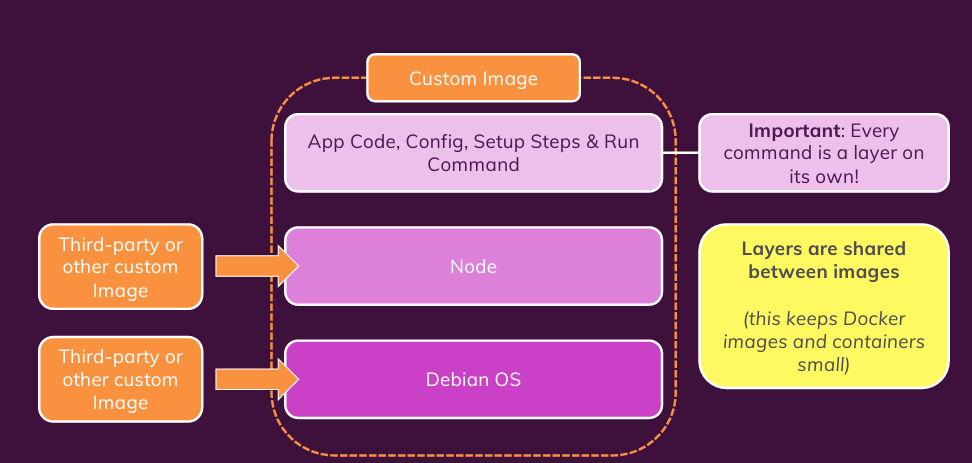 Custom Image
App Code, Config, Setup Steps & Run
Command
Important: Every
command is a layer on
its own!
Third-party or
other custom
Image
Node
Layers are shared
between images
(this keeps Docker
images and containers
small)
Third-party or
other custom
Image
Debian OS